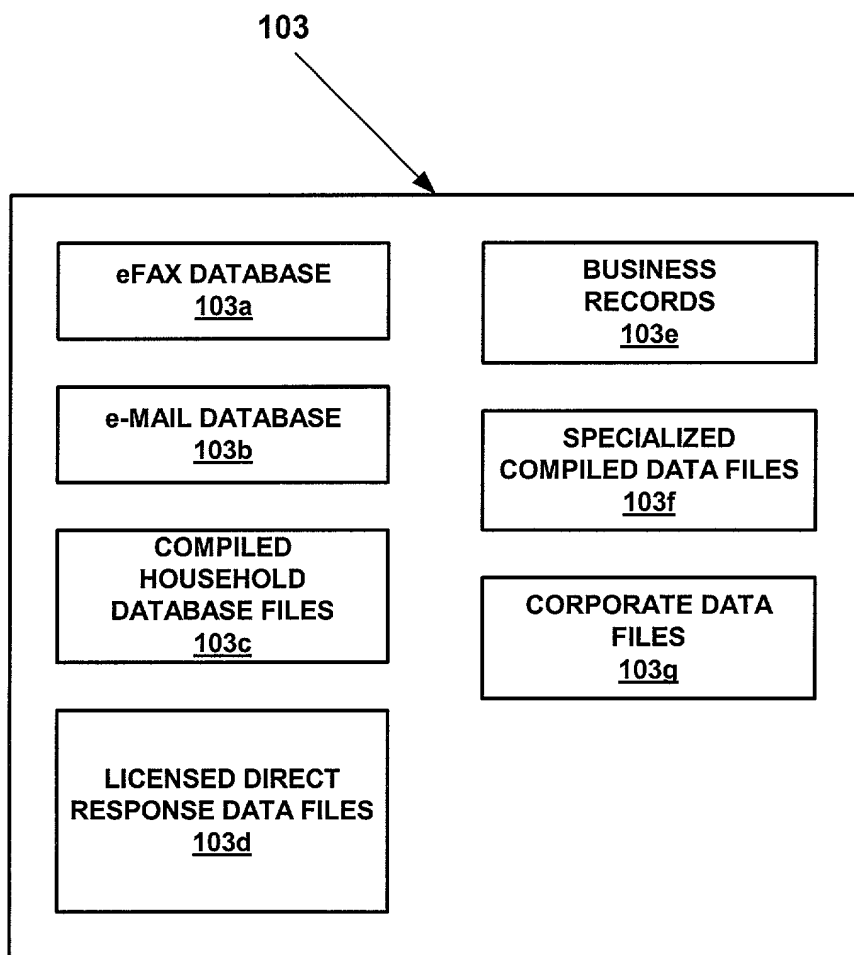 103
eFAX DATABASE
103a
e-MAIL DATABASE
103b
COMPILED
HOUSEHOLD
DATABASE FILES
103c
LICENSED DIRECT
RESPONSE DATA FILES
103d
BUSINESS
RECORDS
103e
SPECIALIZED
COMPILED DATA FILES
103f
CORPORATE DATA
FILES
103g